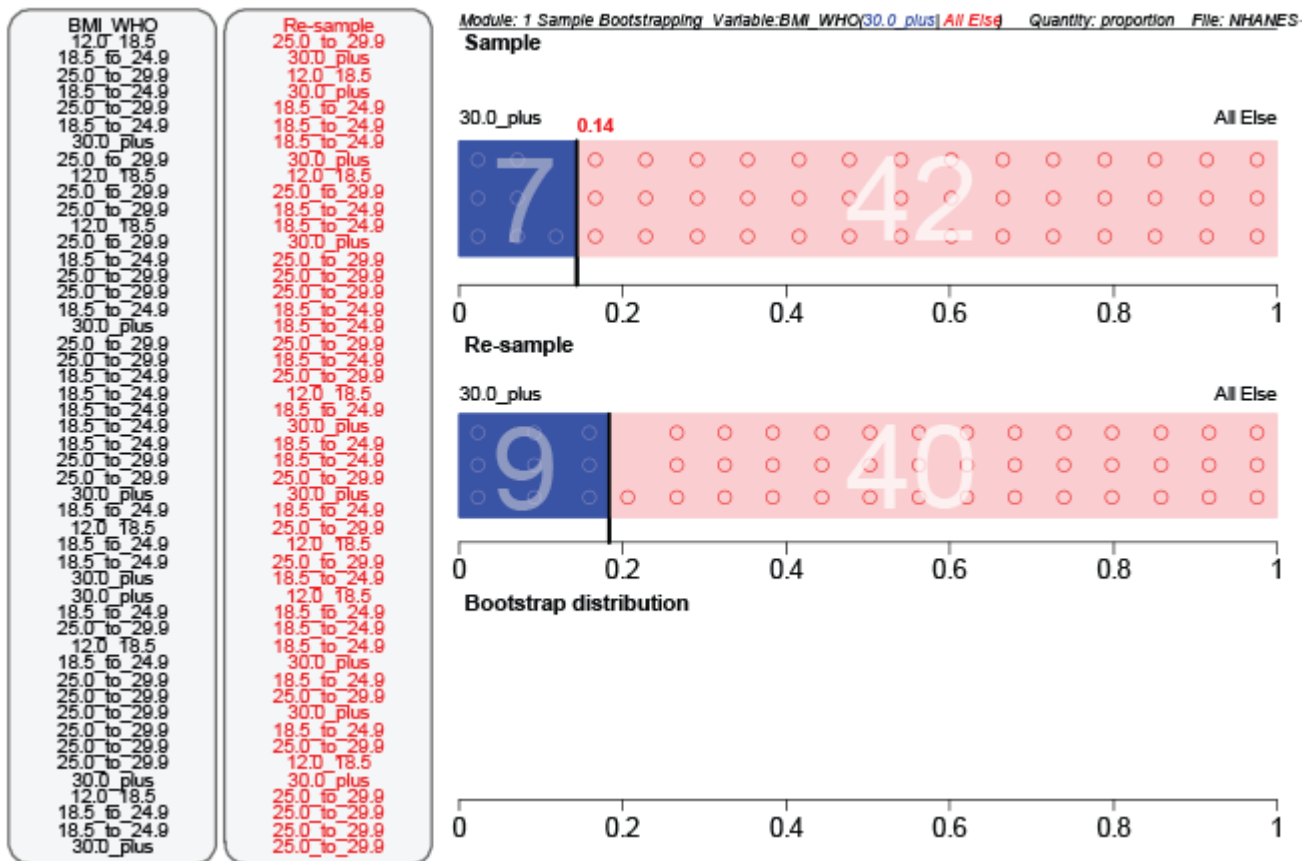 BMI_WHO
12.0_18.5
18.5_to_24.9
25.0_to_29.9
18.5_to_24.9
25.0_to_29.9
18.5_to_24.9
30.0_plus
25.0_to_29.9
12.0_18.5
25.0_to_29.9
25.0_to_29.9
12.0_18.5
25.0_to_29.9
18.5_to_24.9
25.0_to_29.9
25.0_to_29.9
18.5_to_24.9
30.0_plus
25.0_to_29.9
25.0_to_29.9
18.5_to_24.9
18.5_to_24.9
18.5_to_24.9
18.5_to_24.9
18.5_to_24.9
25.0_to_29.9
25.0_to_29.9
30.0_plus
18.5_to_24.9
12.0_18.5
18.5_to_24.9
18.5_to_24.9
30.0_plus
30.0_plus
18.5_to_24.9
25.0_to_29.9
12.0_18.5
18.5_to_24.9
25.0_to_29.9
25.0_to_29.9
25.0_to_29.9
25.0_to_29.9
25.0_to_29.9
25.0_to_29.9
30.0_plus
12.0_18.5
18.5_to_24.9
18.5_to_24.9
30.0_plus
Re-sample
25.0_to_29.9
30.0_plus
12.0_18.5
30.0_plus
18.5_to_24.9
18.5_to_24.9
18.5_to_24.9
30.0_plus
12.0_18.5
25.0_to_29.9
18.5_to_24.9
18.5_to_24.9
30.0_plus
25.0_to_29.9
25.0_to_29.9
25.0_to_29.9
18.5_to_24.9
18.5_to_24.9
25.0_to_29.9
18.5_to_24.9
25.0_to_29.9
12.0_18.5
18.5_to_24.9
30.0_plus
18.5_to_24.9
18.5_to_24.9
25.0_to_29.9
30.0_plus
18.5_to_24.9
25.0_to_29.9
12.0_18.5
25.0_to_29.9
18.5_to_24.9
12.0_18.5
18.5_to_24.9
18.5_to_24.9
18.5_to_24.9
30.0_plus
18.5_to_24.9
25.0_to_29.9
30.0_plus
18.5_to_24.9
25.0_to_29.9
12.0_18.5
30.0_plus
25.0_to_29.9
25.0_to_29.9
25.0_to_29.9
25.0_to_29.9
Module: 1 Sample Bootstrapping Variable:BMI_WHO(30.0_plus| All Else) Quantity: proportion File: NHANES-
Sample
30.0_plus 0.14 All Else
7 42
0 0.2 0.4 0.6 0.8 1
Re-sample
30.0_plus All Else
9 40
0 0.2 0.4 0.6 0.8 1
Bootstrap distribution
0 0.2 0.4 0.6 0.8 1